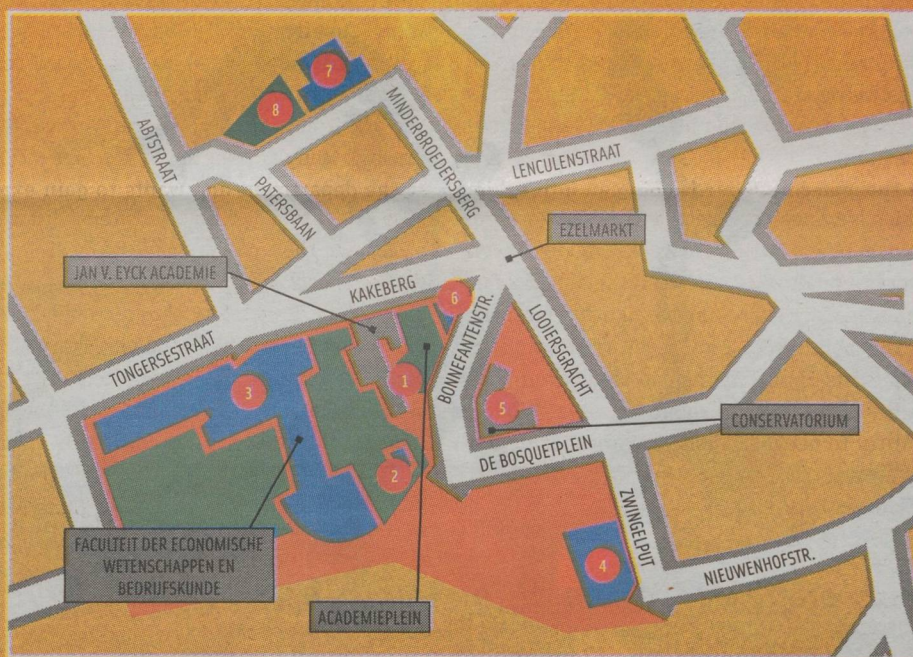 7
8
ABTSTRAAT
MINDERBROEDERSBERG
LENCULENSTRAAT
PATERSBAAN
EZELMARKT
JAN V. EYCK ACADEMIE
KAKEBERG
6
BONNEFANTENSTR.
LOOIERSGRACHT
TONGERSESTRAAT
3
1
5
CONSERVATORIUM
DE BOSQUETPLEIN
2
ZWINGELPUT
FACULTEIT DER ECONOMISCHE
WETENSCHAPPEN EN
BEDRIJFSKUNDE
4
NIEUWENHOFSTR.
ACADEMIEPLEIN